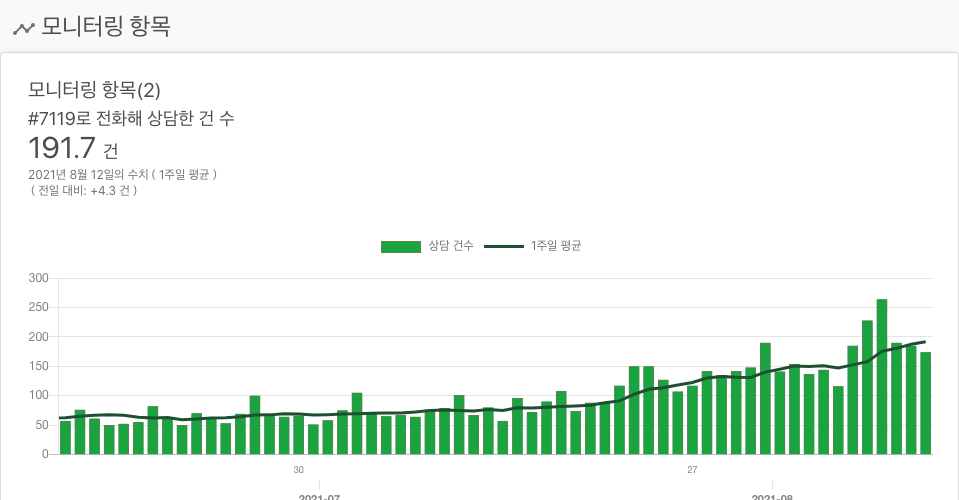 모니터링 항목
모니터링 항목(2)
#7119로 전화해 상담한 건 수
191.7 건
2021년 8월 12일의 수치 ( 1주일 평균 )
( 전일 대비: +4.3 건 )
상담 건수 1주일 평균
300
250
200
150
100
50
0
30 27
2021-07 2021-08